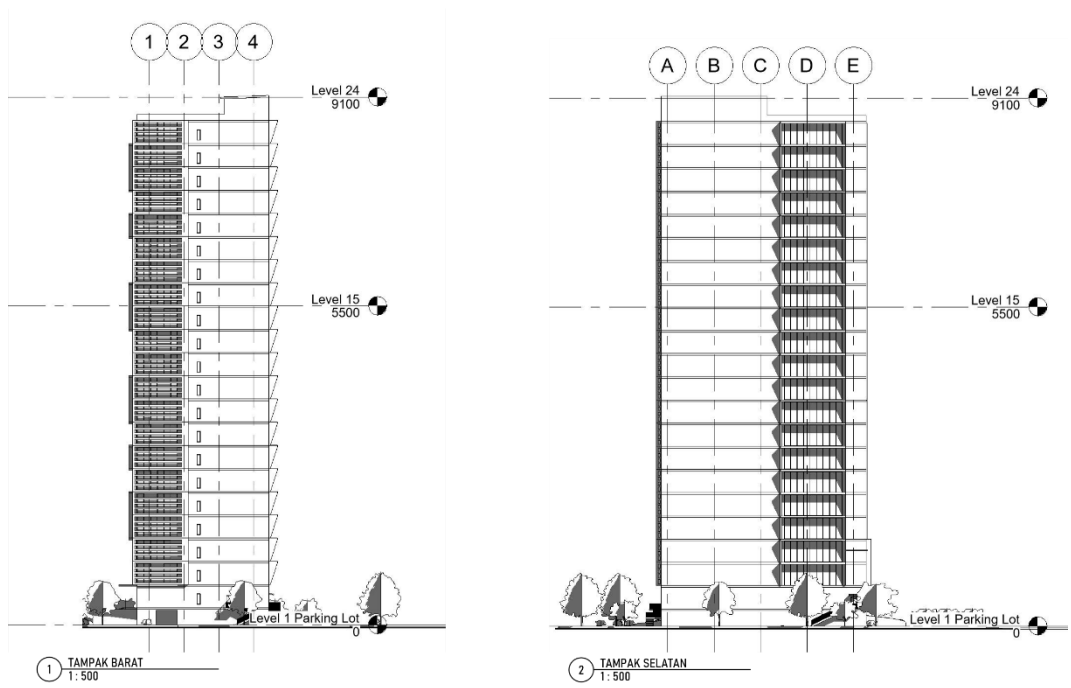 1 2 3 4
Level 24
9100
Level 15
5500
Level 1 Parking Lot
0
1 TAMPAK BARAT
1 : 500
A B C D E
Level 24
9100
Level 15
5500
Level 1 Parking Lot
0
2 TAMPAK SELATAN
1 : 500